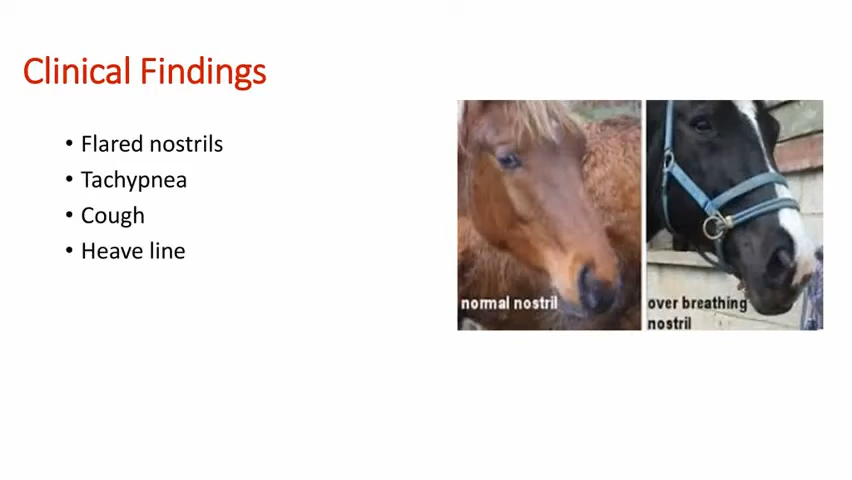 Clinical Findings
• Flared nostrils
• Tachypnea
• Cough
• Heave line
normal nostril
over breathing
nostril